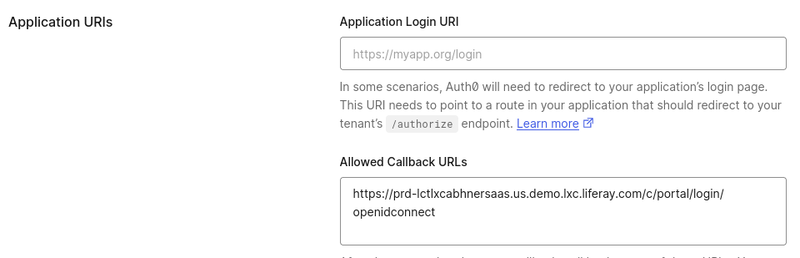 Application URIs
Application Login URI
https://myapp.org/login
In some scenarios, Auth0 will need to redirect to your application's login page.
This URI needs to point to a route in your application that should redirect to your
tenant's /authorize endpoint. Learn more
Allowed Callback URLs
https://prd-lctlxcabhnersaas.us.demo.lxc.liferay.com/c/portal/login/
openidconnect